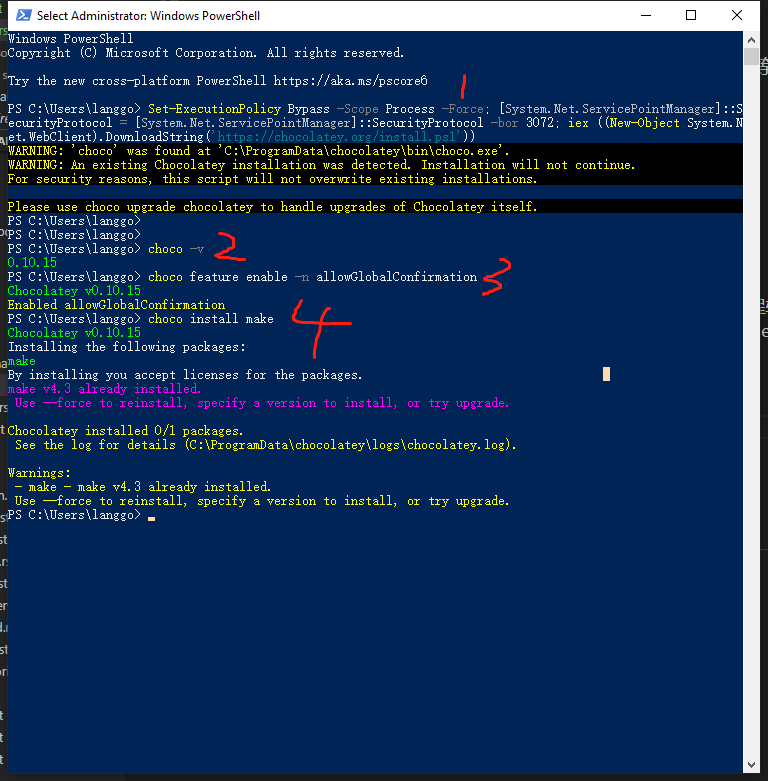 Select Administrator: Windows PowerShell
Windows PowerShell
Copyright (C) Microsoft Corporation. All rights reserved.
Try the new cross-platform PowerShell https://aka.ms/pscore6
1
PS C:\Users\langgo> Set-ExecutionPolicy Bypass -Scope Process -Force; [System.Net.ServicePointManager]::S
ecurityProtocol = [System.Net.ServicePointManager]::SecurityProtocol -bor 3072; iex ((New-Object System.N
et.WebClient).DownloadString('https://chocolatey.org/install.ps1'))
WARNING: 'choco' was found at 'C:\ProgramData\chocolatey\bin\choco.exe'.
WARNING: An existing Chocolatey installation was detected. Installation will not continue.
For security reasons, this script will not overwrite existing installations.
Please use choco upgrade chocolatey to handle upgrades of Chocolatey itself.
PS C:\Users\langgo>
PS C:\Users\langgo>
PS C:\Users\langgo> choco -v 2
0.10.15
PS C:\Users\langgo> choco feature enable -n allowGlobalConfirmation 3
Chocolatey v0.10.15
Enabled allowGlobalConfirmation
PS C:\Users\langgo> choco install make 4
Chocolatey v0.10.15
Installing the following packages:
make
By installing you accept licenses for the packages.
make v4.3 already installed.
Use --force to reinstall, specify a version to install, or try upgrade.
Chocolatey installed 0/1 packages.
See the log for details (C:\ProgramData\chocolatey\logs\chocolatey.log).
Warnings:
- make - make v4.3 already installed.
Use --force to reinstall, specify a version to install, or try upgrade.
PS C:\Users\langgo>